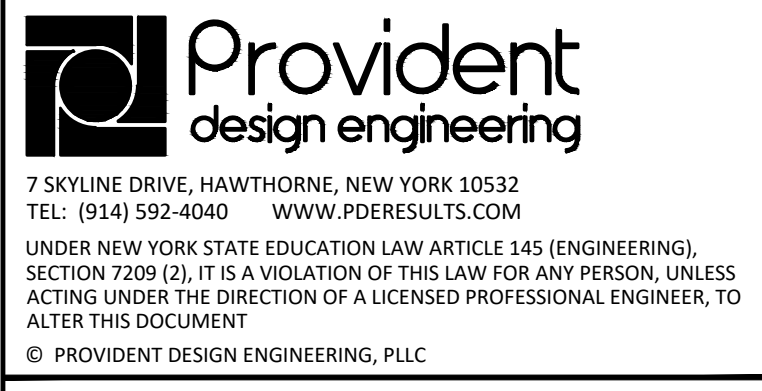 Provident
design engineering
7 SKYLINE DRIVE, HAWTHORNE, NEW YORK 10532
TEL: (914) 592-4040 WWW.PDERESULTS.COM
UNDER NEW YORK STATE EDUCATION LAW ARTICLE 145 (ENGINEERING),
SECTION 7209 (2), IT IS A VIOLATION OF THIS LAW FOR ANY PERSON, UNLESS
ACTING UNDER THE DIRECTION OF A LICENSED PROFESSIONAL ENGINEER, TO
ALTER THIS DOCUMENT
© PROVIDENT DESIGN ENGINEERING, PLLC